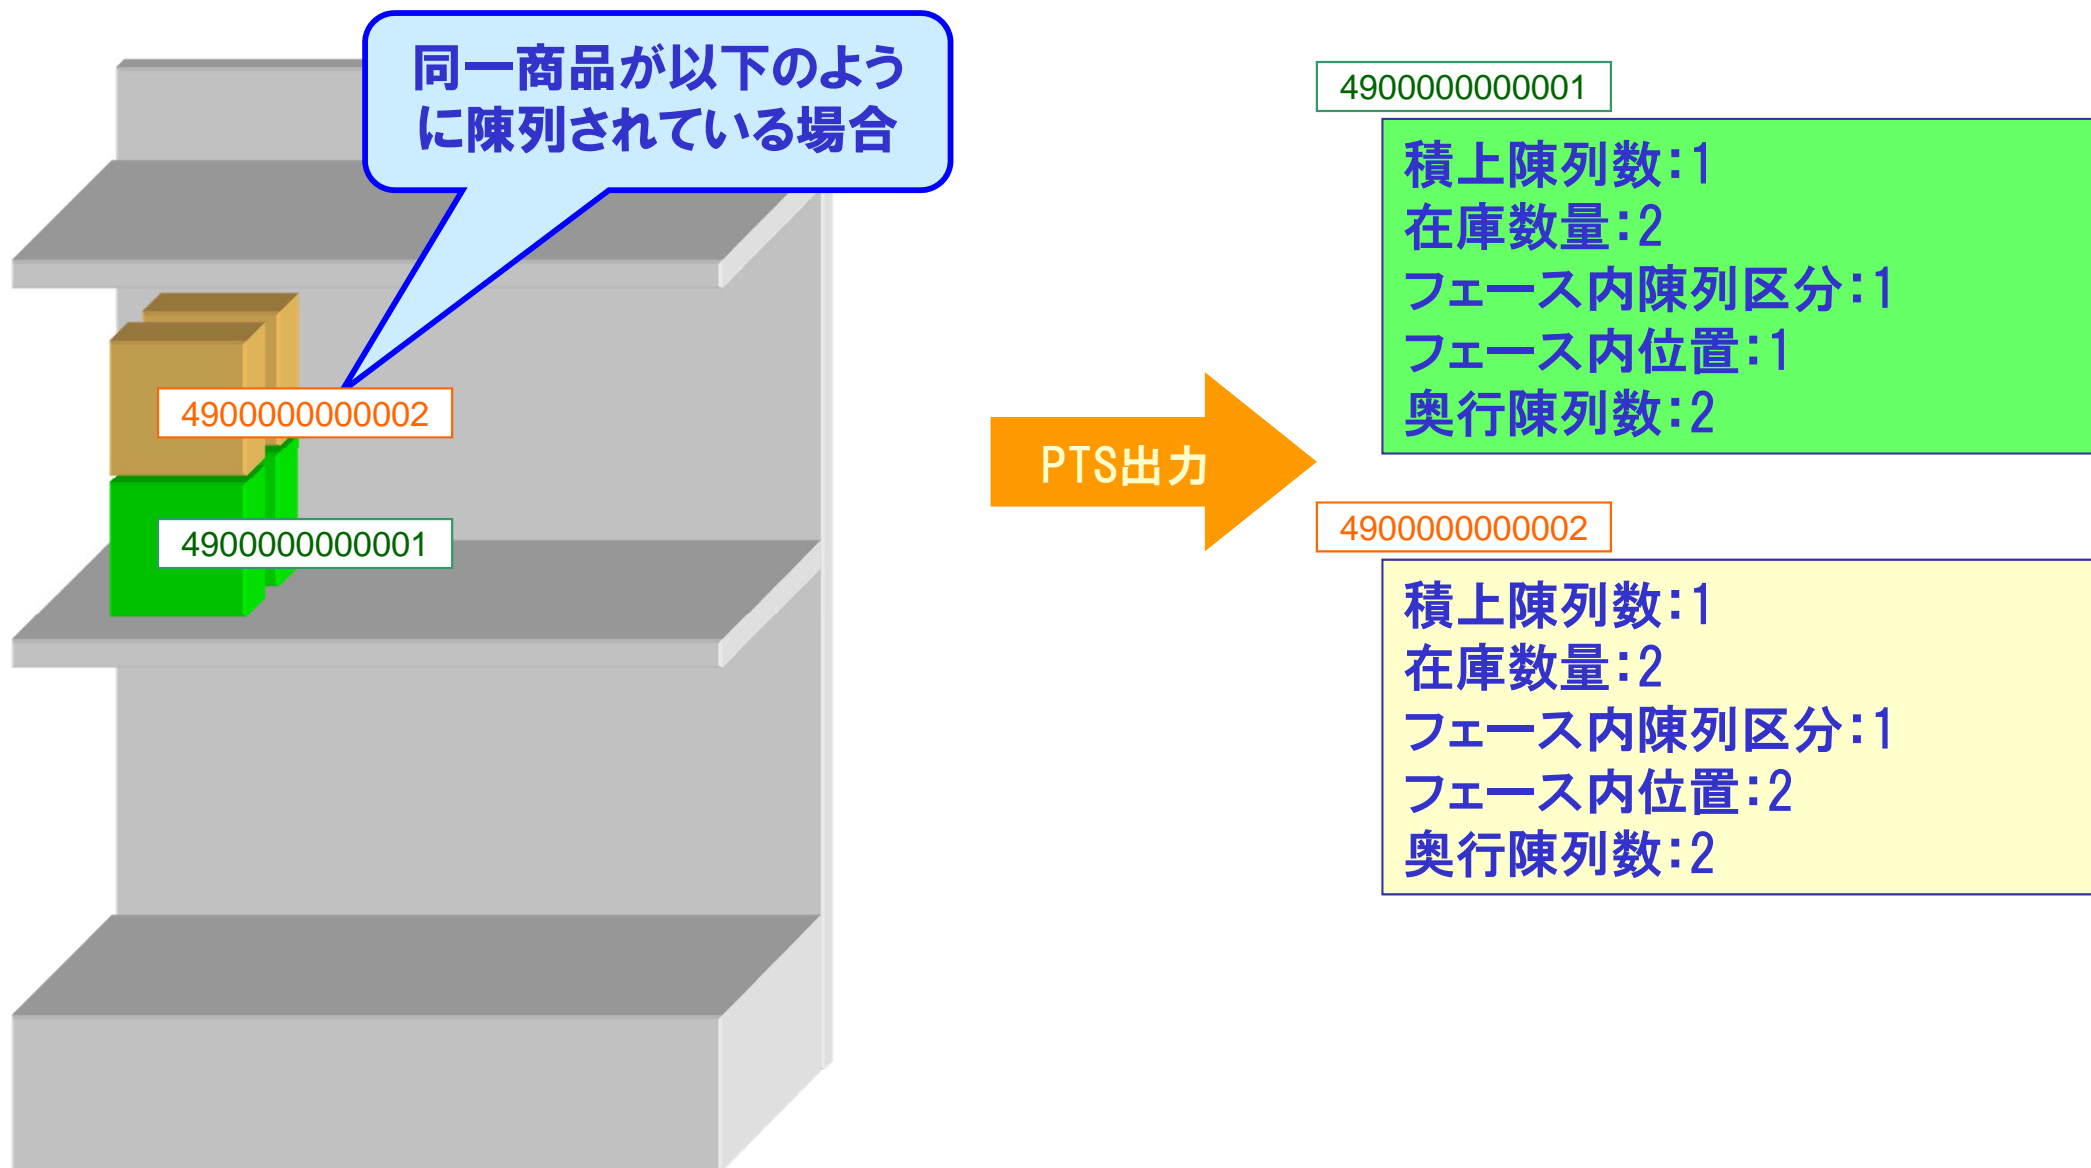 同一商品が以下のよう
に陳列されている場合
4900000000002
4900000000001
PTS出力
4900000000001
積上陳列数:1
在庫数量:2
フェース内陳列区分:1
フェース内位置:1
奥行陳列数:2
4900000000002
積上陳列数:1
在庫数量:2
フェース内陳列区分:1
フェース内位置:2
奥行陳列数:2